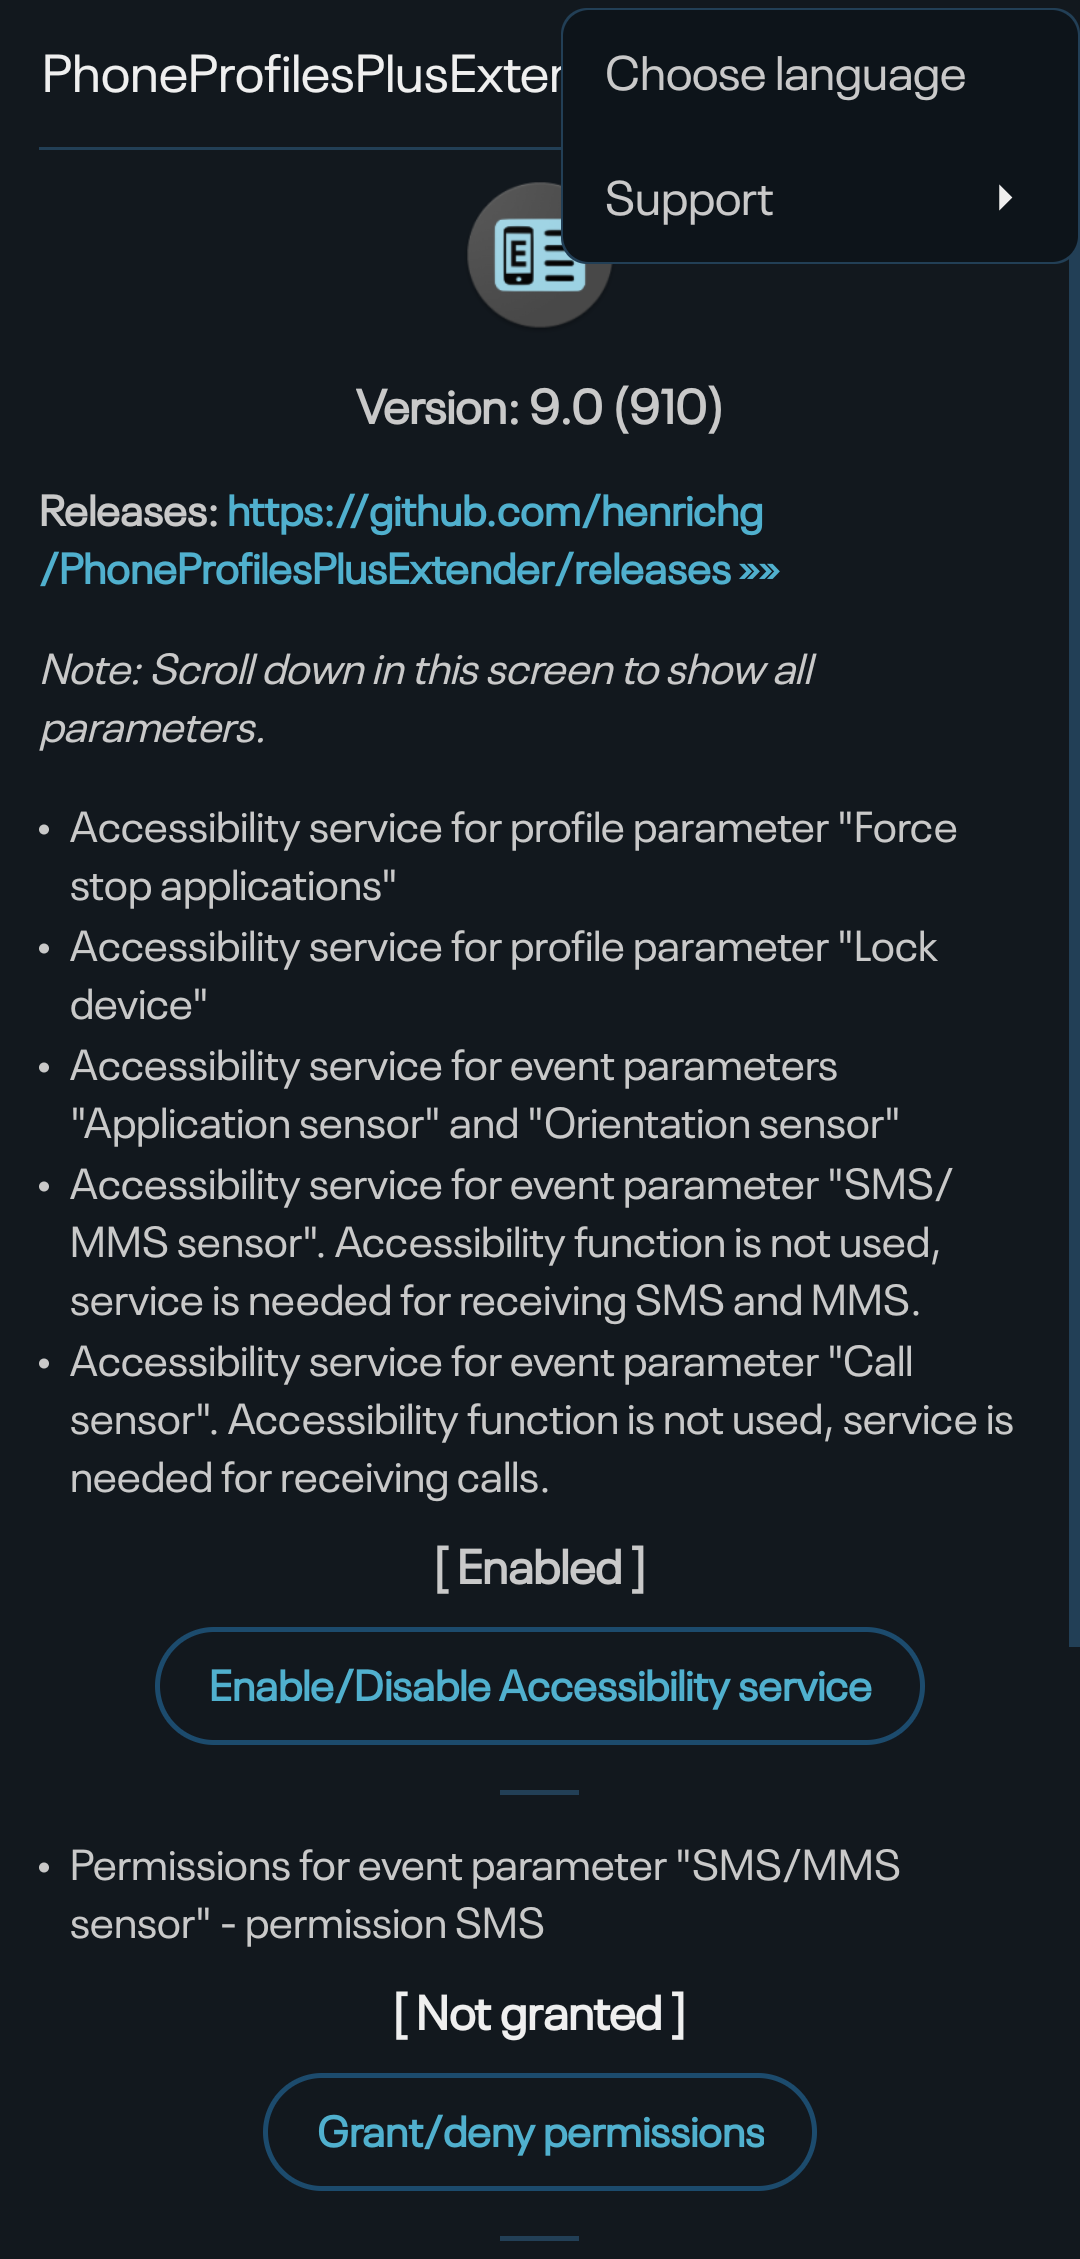 PhoneProfilesPlusExter
Choose language
Support
E
Version: 9.0 (910)
Releases: https://github.com/henrichg
/PhoneProfilesPlusExtender/releases »»
Note: Scroll down in this screen to show all
parameters.
• Accessibility service for profile parameter "Force
stop applications"
• Accessibility service for profile parameter "Lock
device"
• Accessibility service for event parameters
"Application sensor" and "Orientation sensor"
• Accessibility service for event parameter "SMS/
MMS sensor". Accessibility function is not used,
service is needed for receiving SMS and MMS.
• Accessibility service for event parameter "Call
sensor". Accessibility function is not used, service is
needed for receiving calls.
[ Enabled ]
Enable/Disable Accessibility service
• Permissions for event parameter "SMS/MMS
sensor" - permission SMS
[ Not granted ]
Grant/deny permissions